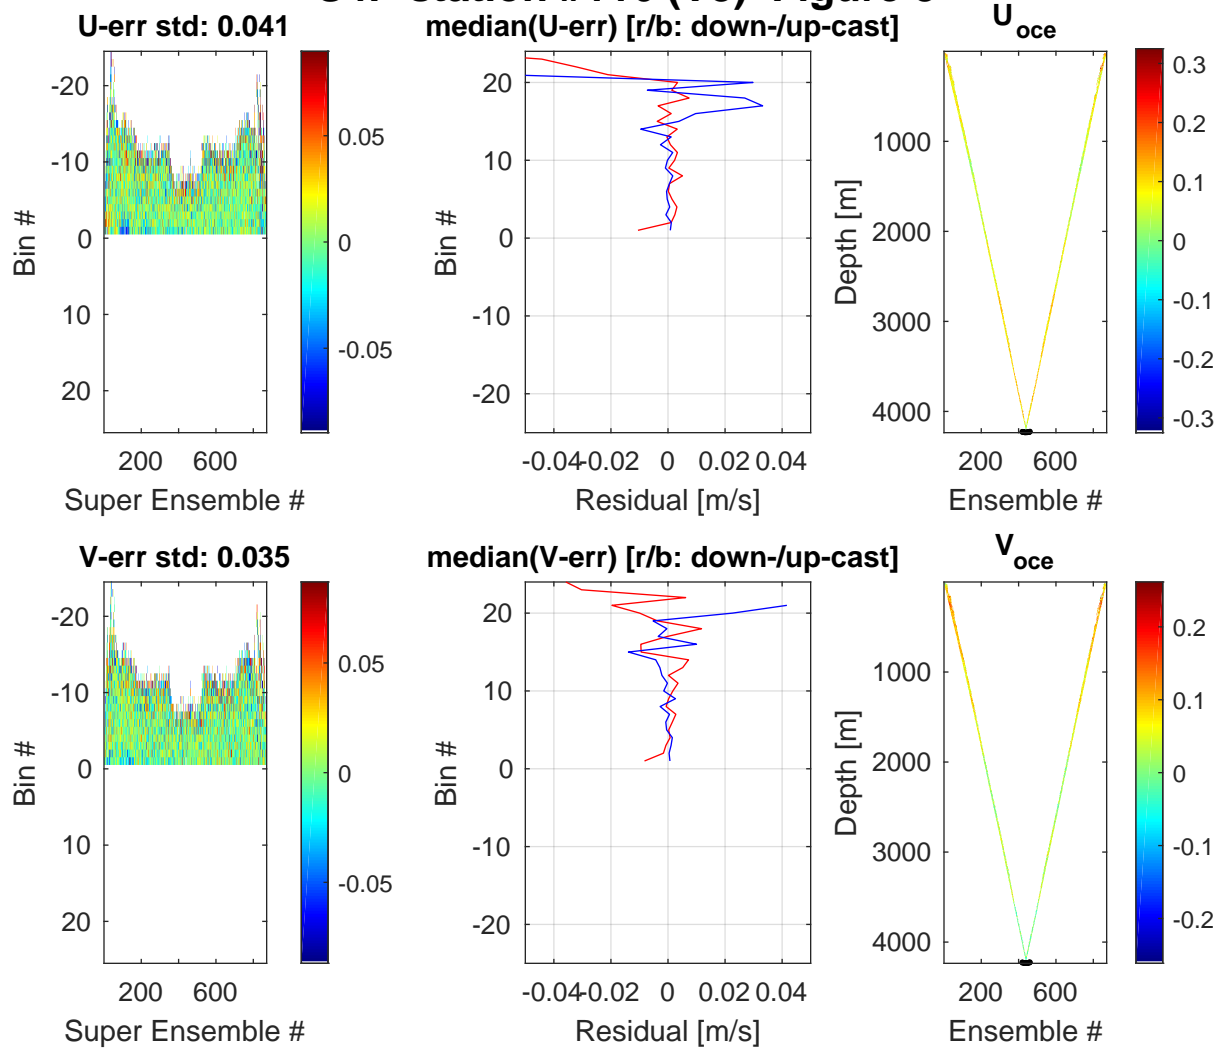 U-err std: 0.041
-20
-10
0
10
20
Bin #
200 600
Super Ensemble #
0.05
0
-0.05
median(U-err) [r/b: down-/up-cast]
20
10
0
-10
-20
Bin #
-0.04 -0.02 0 0.02 0.04
Residual [m/s]
U oce
1000
2000
3000
4000
Depth [m]
200 600
Ensemble #
0.3
0.2
0.1
0
-0.1
-0.2
-0.3
V-err std: 0.035
-20
-10
0
10
20
Bin #
200 600
Super Ensemble #
0.05
0
-0.05
median(V-err) [r/b: down-/up-cast]
20
10
0
-10
-20
Bin #
-0.04 -0.02 0 0.02 0.04
Residual [m/s]
V oce
1000
2000
3000
4000
Depth [m]
200 600
Ensemble #
0.2
0.1
0
-0.1
-0.2